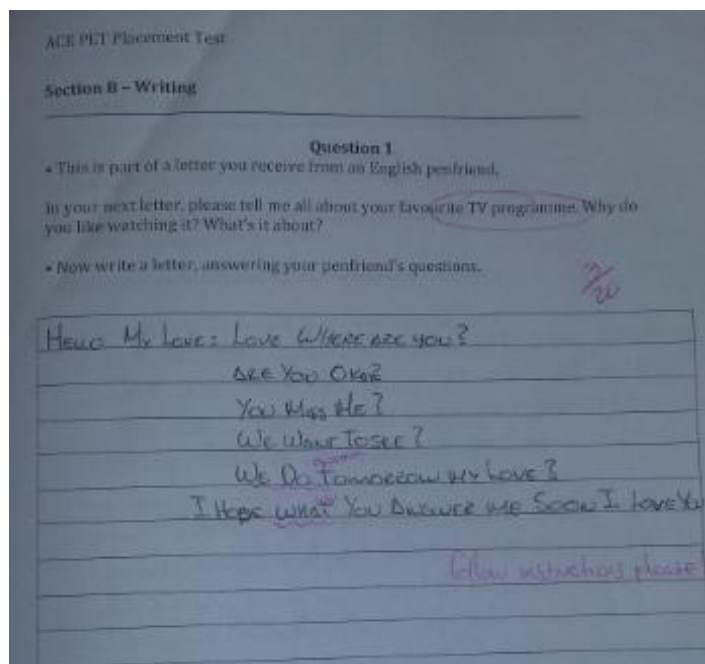 ACE PET Placement Test
Section B – Writing
Question 1
• This is part of a letter you receive from an English penfriend.
In your next letter, please tell me all about your favourite TV programme. Why do
you like watching it? What's it about?
• Now write a letter, answering your penfriend's questions.
/20
Hello My Love: Love Where are you?
Are You Okay?
You Miss Me?
We Want To see?
We Do Tomorrow my Love?
I Hope what You Answer me Soon I love You
follow instructions please